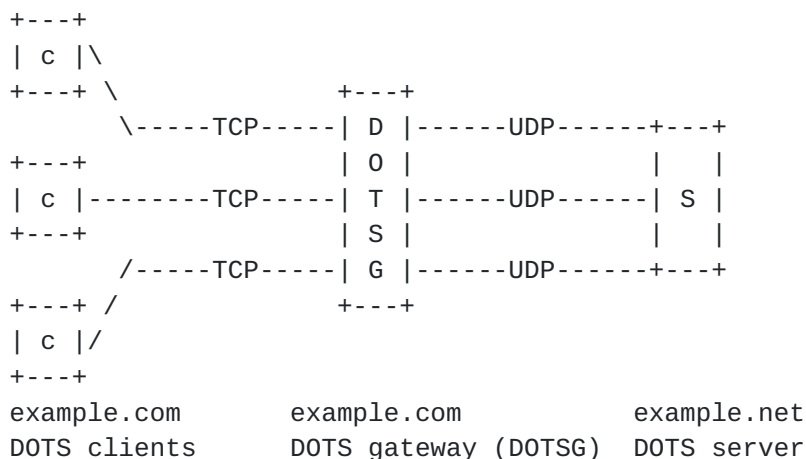 +---+
| c |\
+---+ \              +---+
       \-----TCP-----| D |------UDP------+---+
+---+                | O |               |   |
| c |--------TCP-----| T |------UDP------| S |
+---+                | S |               |   |
       /-----TCP-----| G |------UDP------+---+
+---+ /              +---+
| c |/
+---+
example.com       example.com            example.net
DOTS clients      DOTS gateway (DOTSG)  DOTS server